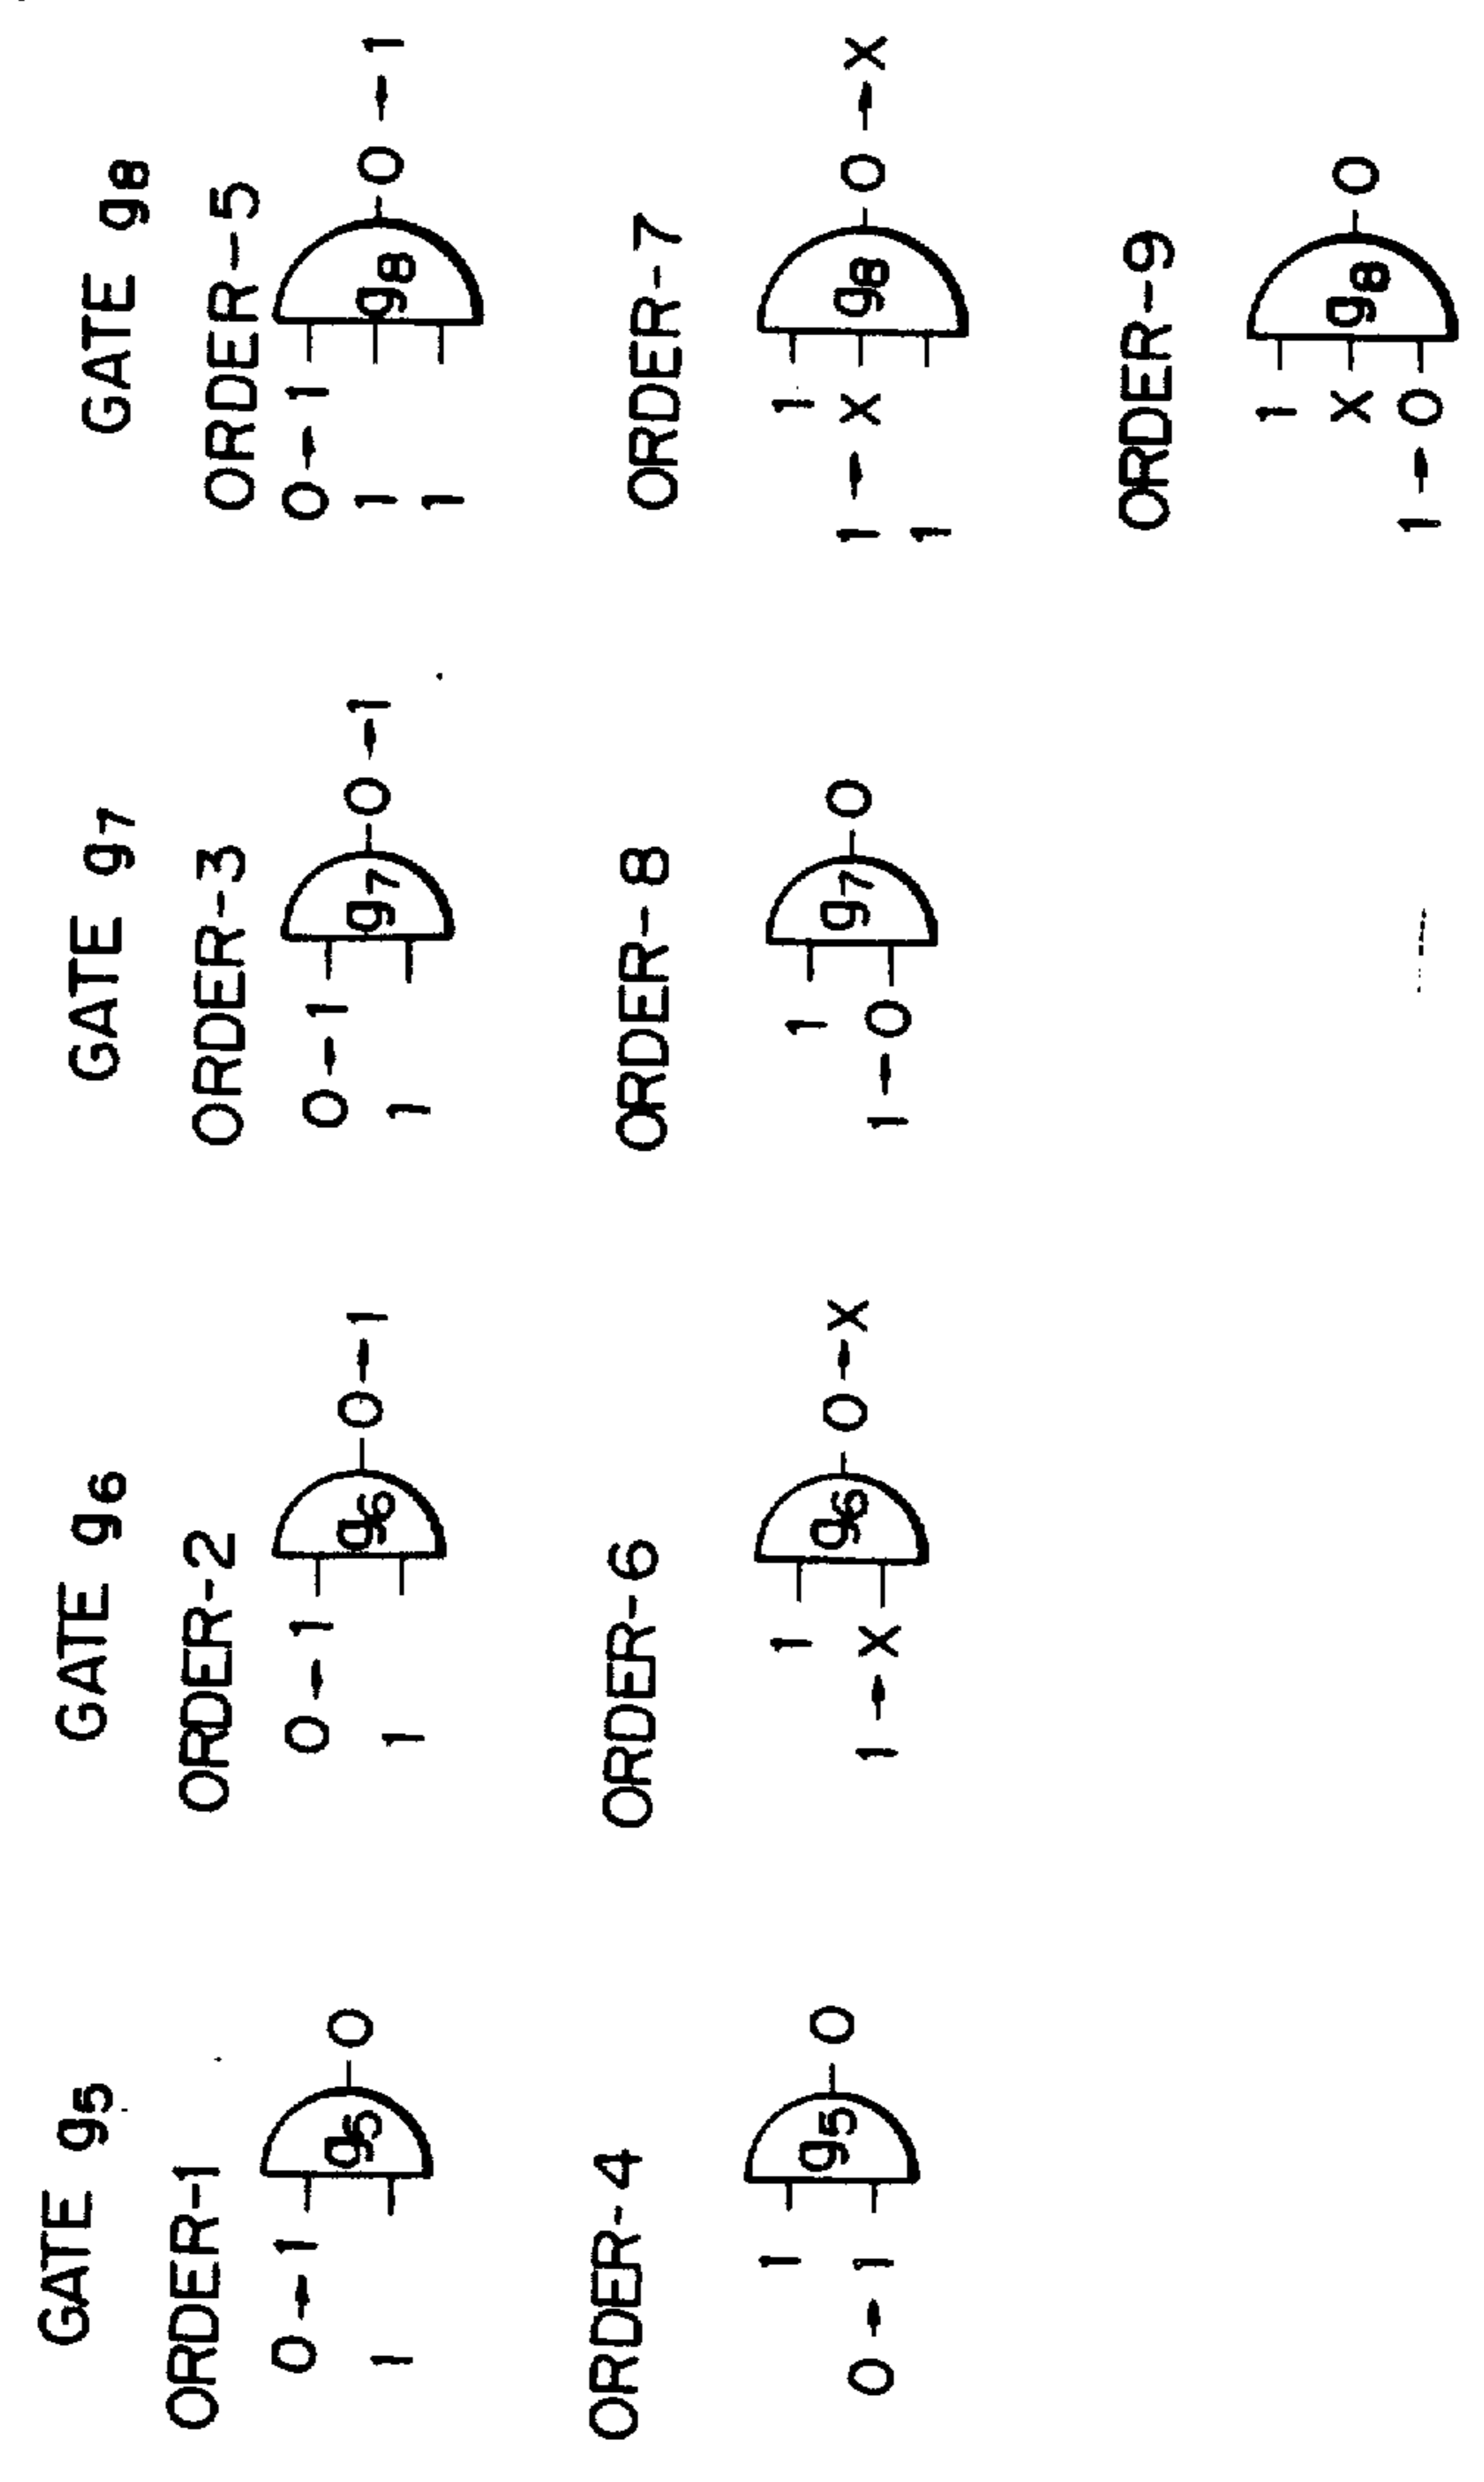 GATE g5 GATE g6 GATE g7 GATE g8
ORDER-1 ORDER-2 ORDER-3 ORDER-5
0→1 0→1 0→1 0→1
g5 0 g6 0→1 g7 0→1 1 g8 0→1
1 1 1 1
ORDER-4 ORDER-6 ORDER-8 ORDER-7
1 1 1 1
g5 0 g6 0→X g7 0 1→X g8 0→X
0→1 1→X 1→0 1
ORDER-9
1
X g8 0
1→0